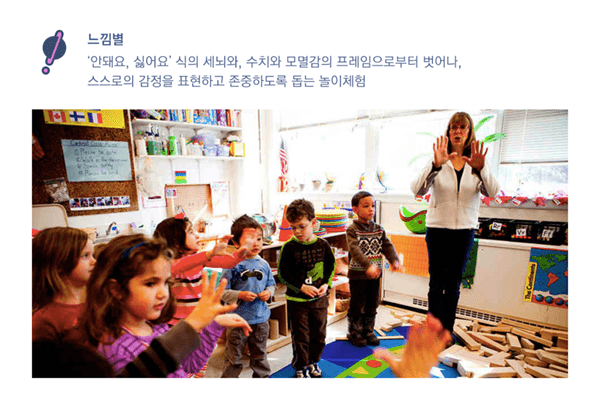 느낌별
‘안돼요, 싫어요’ 식의 세뇌와, 수치와 모멸감의 프레임으로부터 벗어나,
스스로의 감정을 표현하고 존중하도록 돕는 놀이체험